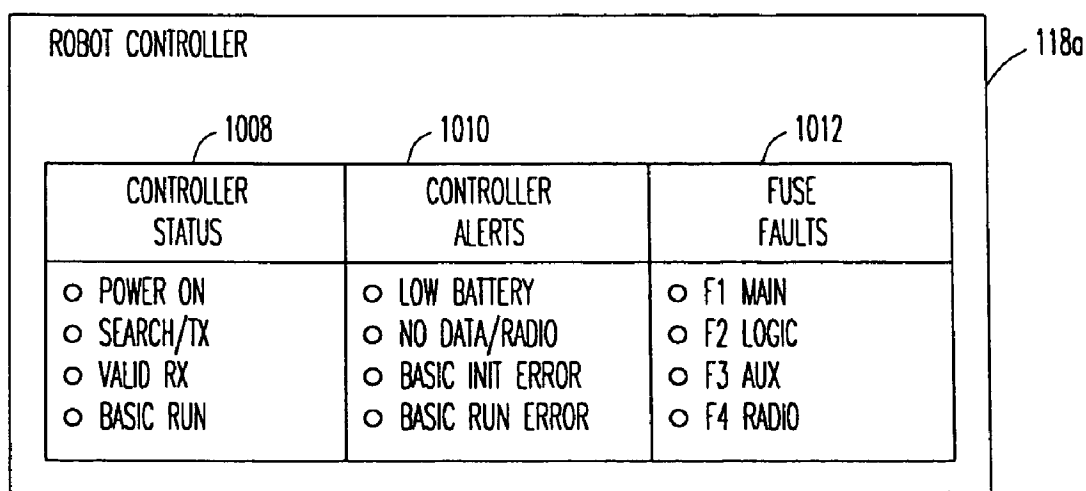 ROBOT CONTROLLER
118a
1008
1010
1012
CONTROLLER
STATUS
CONTROLLER
ALERTS
FUSE
FAULTS
POWER ON
SEARCH/TX
VALID RX
BASIC RUN
LOW BATTERY
NO DATA/RADIO
BASIC INIT ERROR
BASIC RUN ERROR
F1 MAIN
F2 LOGIC
F3 AUX
F4 RADIO